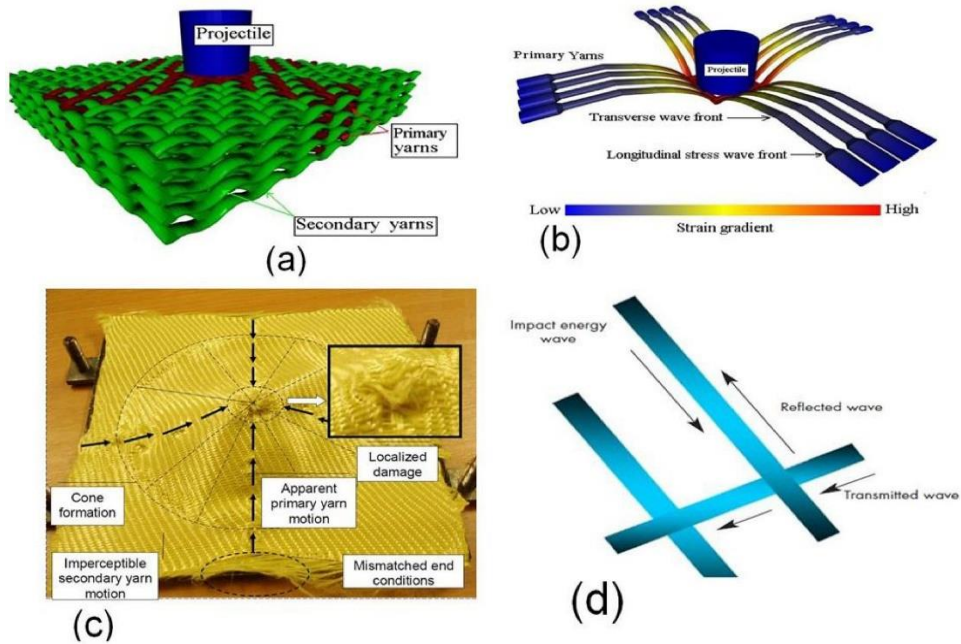 Projectile
Primary
yarns
Secondary yarns
(a)
Primary Yarns
Projectile
Transverse wave front
Longitudinal stress wave front
Low
High
Strain gradient
(b)
Localized
damage
Cone
formation
Apparent
primary yarn
motion
Imperceptible
secondary yarn
motion
Mismatched end
conditions
(c)
Impact energy
wave
Reflected wave
Transmitted wave
(d)